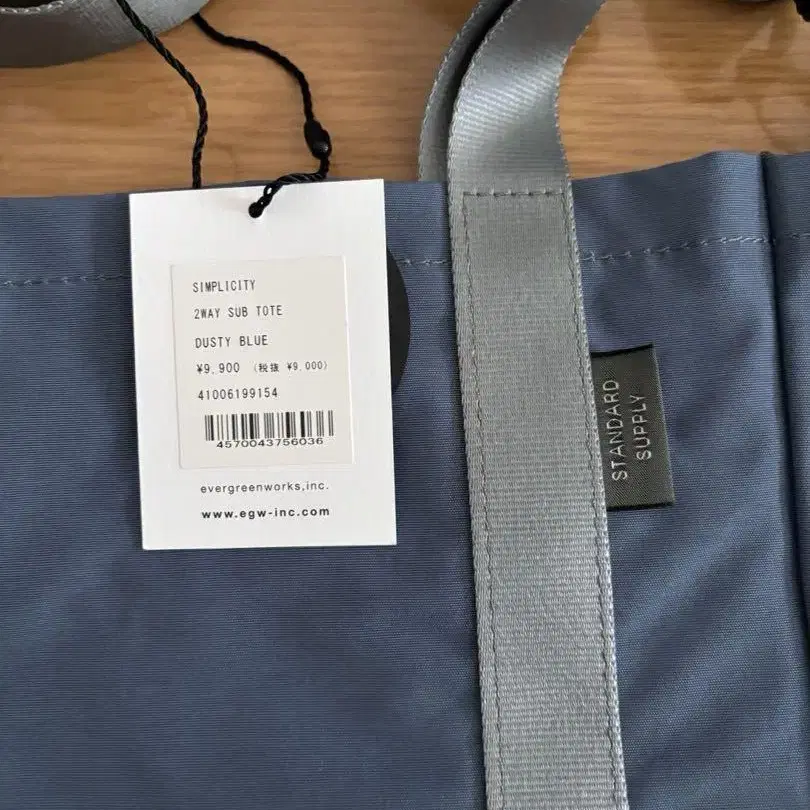 SIMPLICITY
2WAY SUB TOTE
DUSTY BLUE
¥9,900 (税抜 ¥9,000)
41006199154
4570043756036
evergreenworks,inc.
www.egw-inc.com
STANDARD
SUPPLY